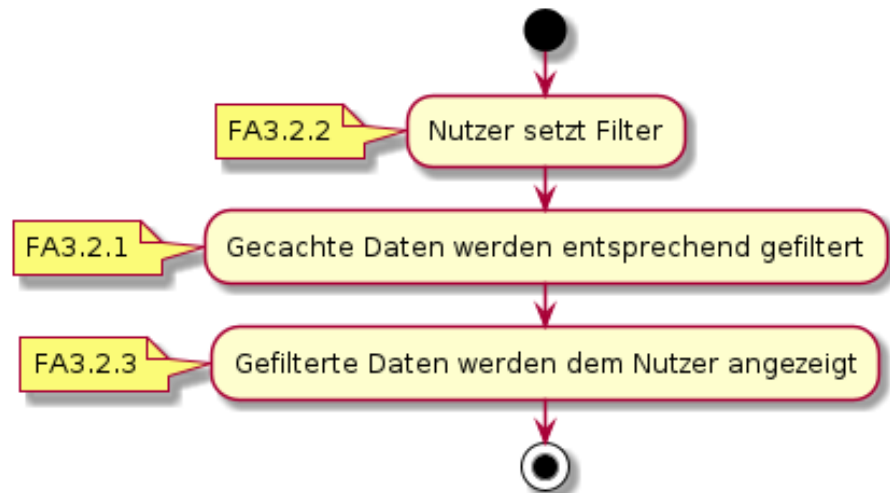 FA3.2.2
Nutzer setzt Filter
FA3.2.1
Gecachte Daten werden entsprechend gefiltert
FA3.2.3
Gefilterte Daten werden dem Nutzer angezeigt